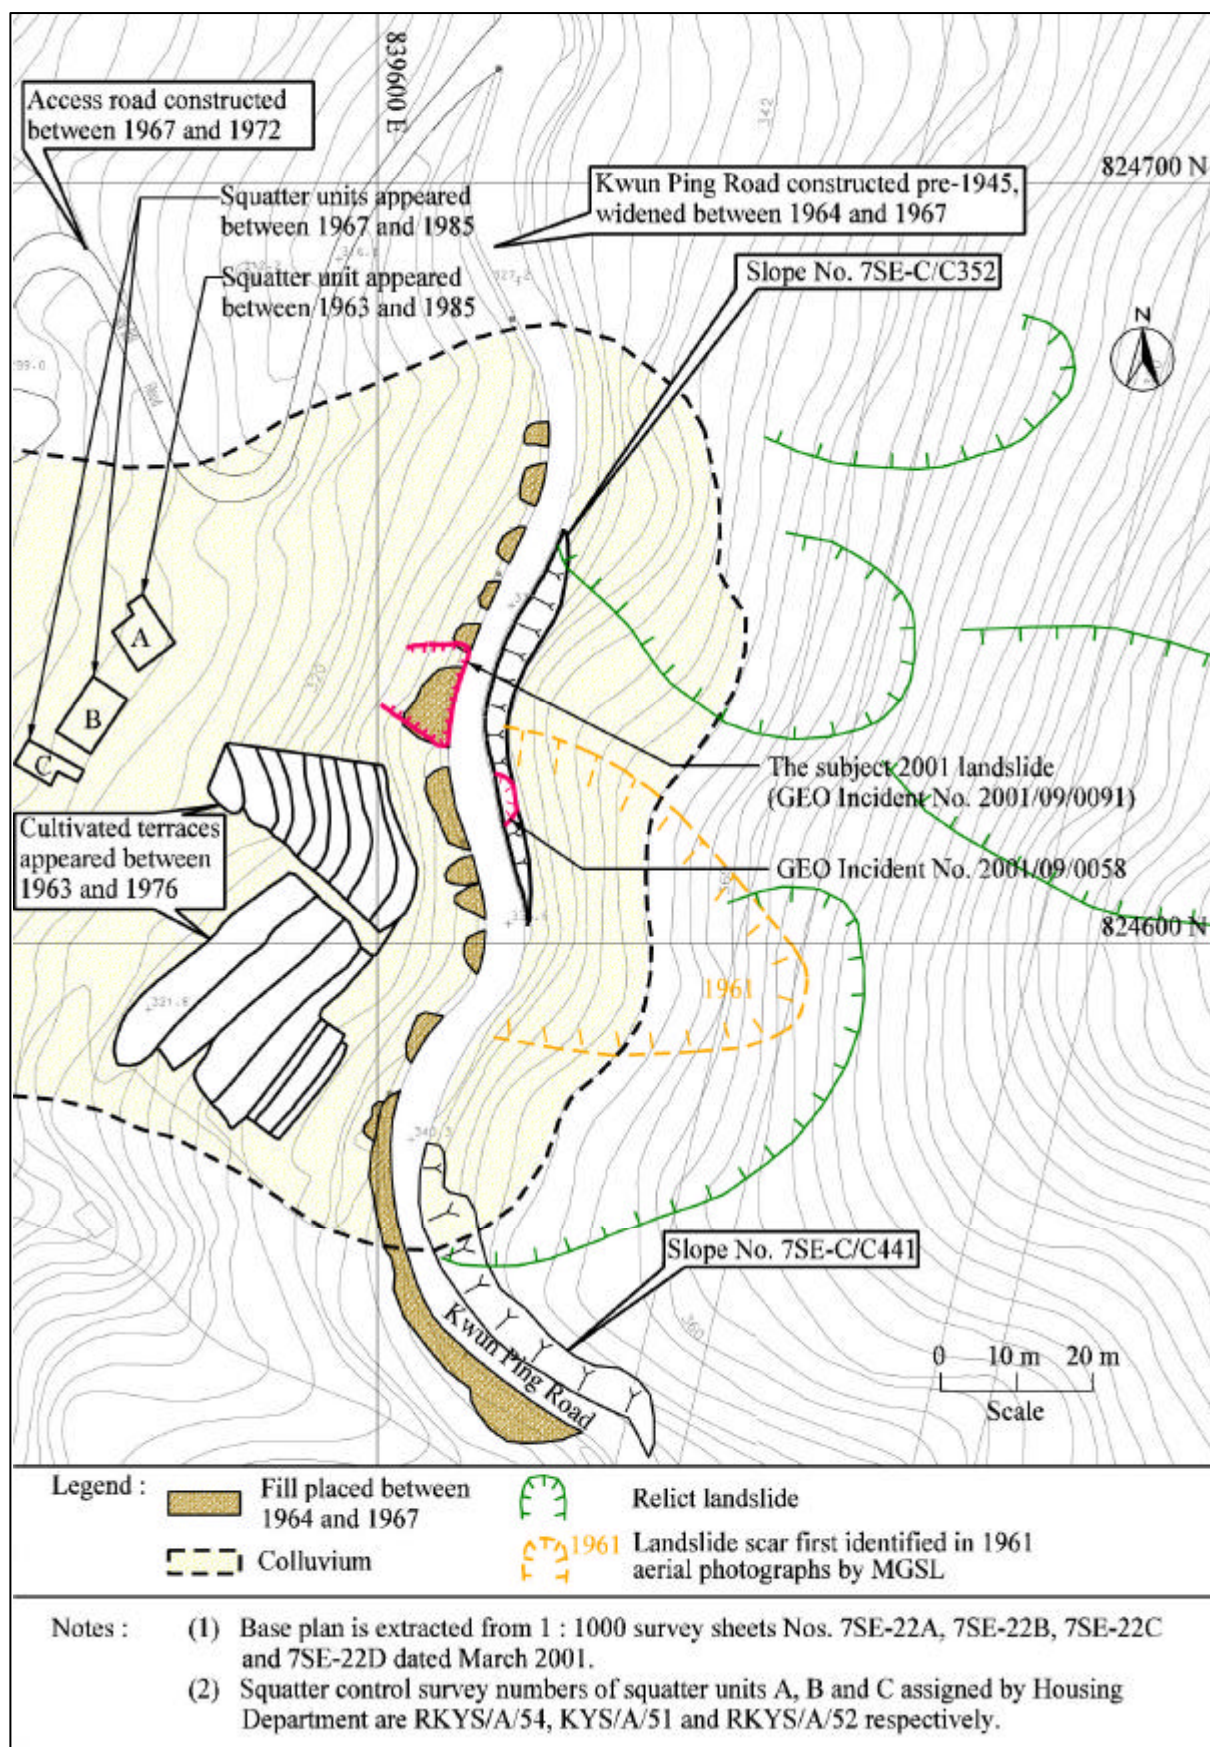 839600 E
342
Access road constructed
between 1967 and 1972
824700 N
Kwun Ping Road constructed pre-1945,
widened between 1964 and 1967
Squatter units appeared
between 1967 and 1985
Slope No. 7SE-C/C352
Squatter unit appeared
between 1963 and 1985
N
A
320
B
C
The subject 2001 landslide
(GEO Incident No. 2001/09/0091)
Cultivated terraces
appeared between
1963 and 1976
GEO Incident No. 2001/09/0058
824600 N
1961
321.8
340.3
Slope No. 7SE-C/C441
Kwun Ping Road
360
0 10 m 20 m
Scale
Legend :
Fill placed between
1964 and 1967
Relict landslide
Colluvium
1961
Landslide scar first identified in 1961
aerial photographs by MGSL
Notes :
(1) Base plan is extracted from 1 : 1000 survey sheets Nos. 7SE-22A, 7SE-22B, 7SE-22C
and 7SE-22D dated March 2001.
(2) Squatter control survey numbers of squatter units A, B and C assigned by Housing
Department are RKYS/A/54, KYS/A/51 and RKYS/A/52 respectively.